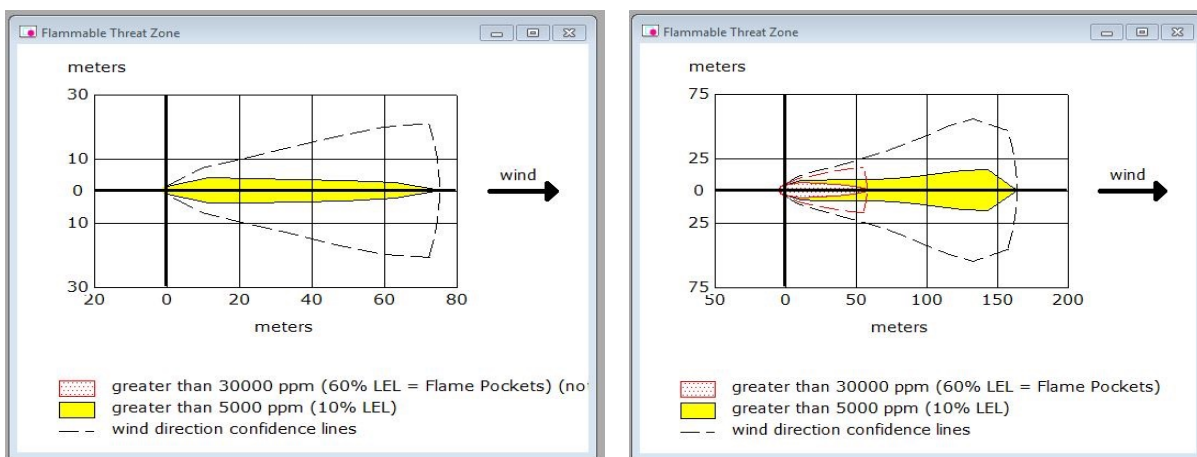 Flammable Threat Zone
meters
30
10
0
10
30
20 0 20 40 60 80
meters
wind
greater than 30000 ppm (60% LEL = Flame Pockets) (no
greater than 5000 ppm (10% LEL)
wind direction confidence lines
Flammable Threat Zone
meters
75
25
0
25
75
50 0 50 100 150 200
meters
wind
greater than 30000 ppm (60% LEL = Flame Pockets)
greater than 5000 ppm (10% LEL)
wind direction confidence lines